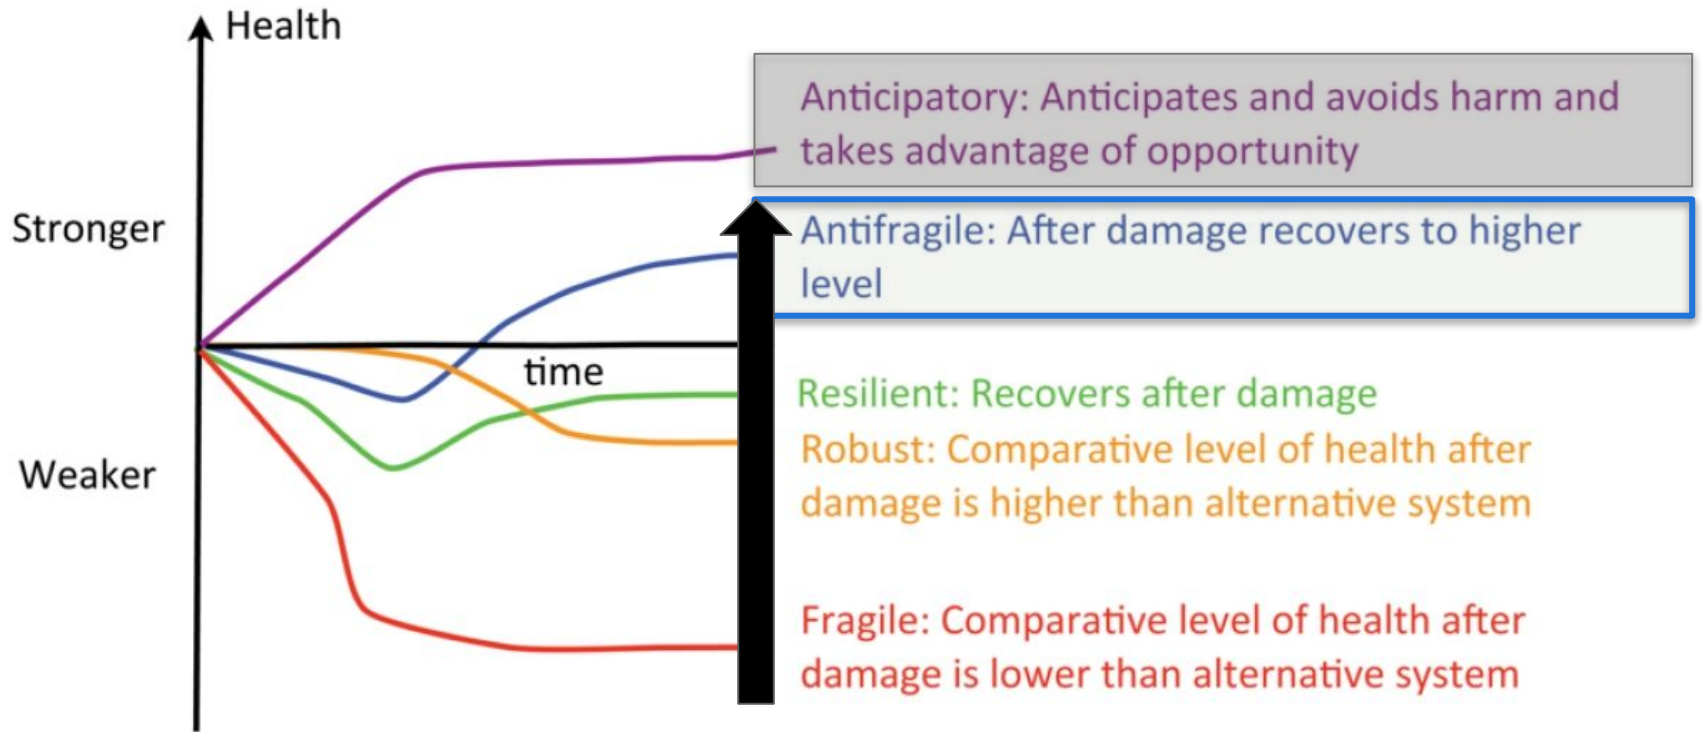 Health
Stronger
time
Weaker
Anticipatory: Anticipates and avoids harm and
takes advantage of opportunity
Antifragile: After damage recovers to higher
level
Resilient: Recovers after damage
Robust: Comparative level of health after
damage is higher than alternative system
Fragile: Comparative level of health after
damage is lower than alternative system